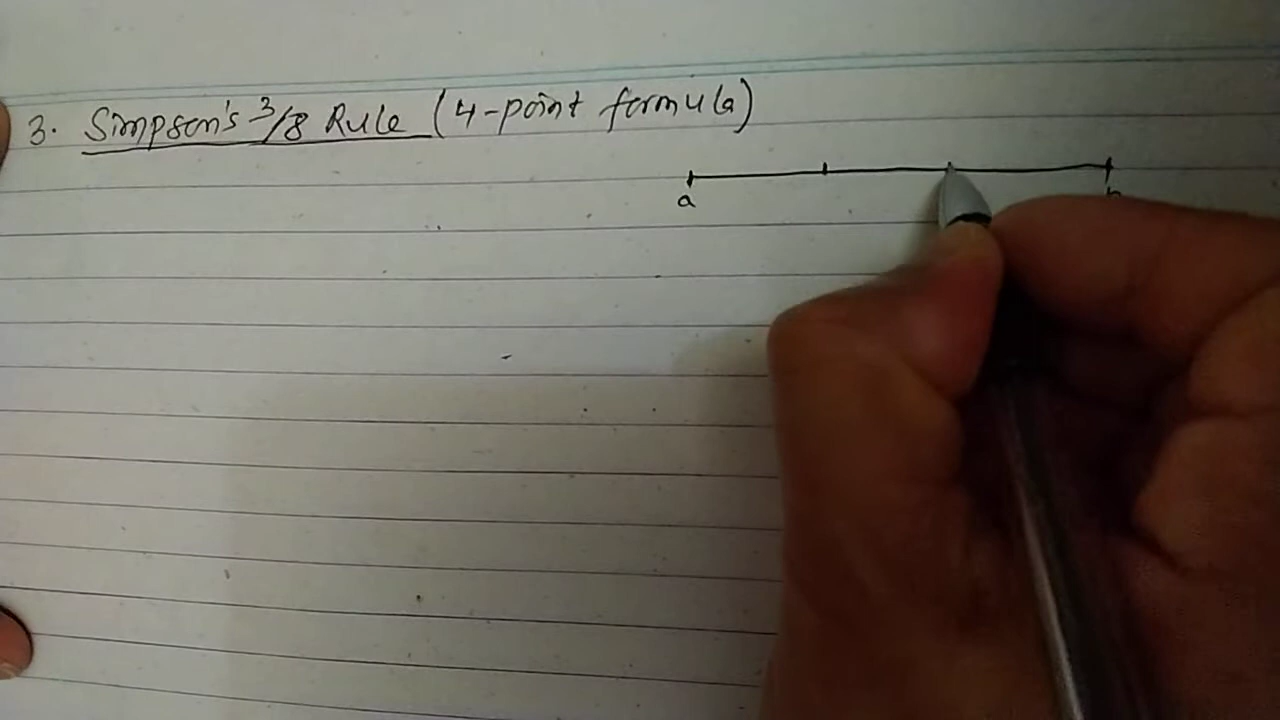 3. Simpson's 3/8 Rule (4-point formula)
a